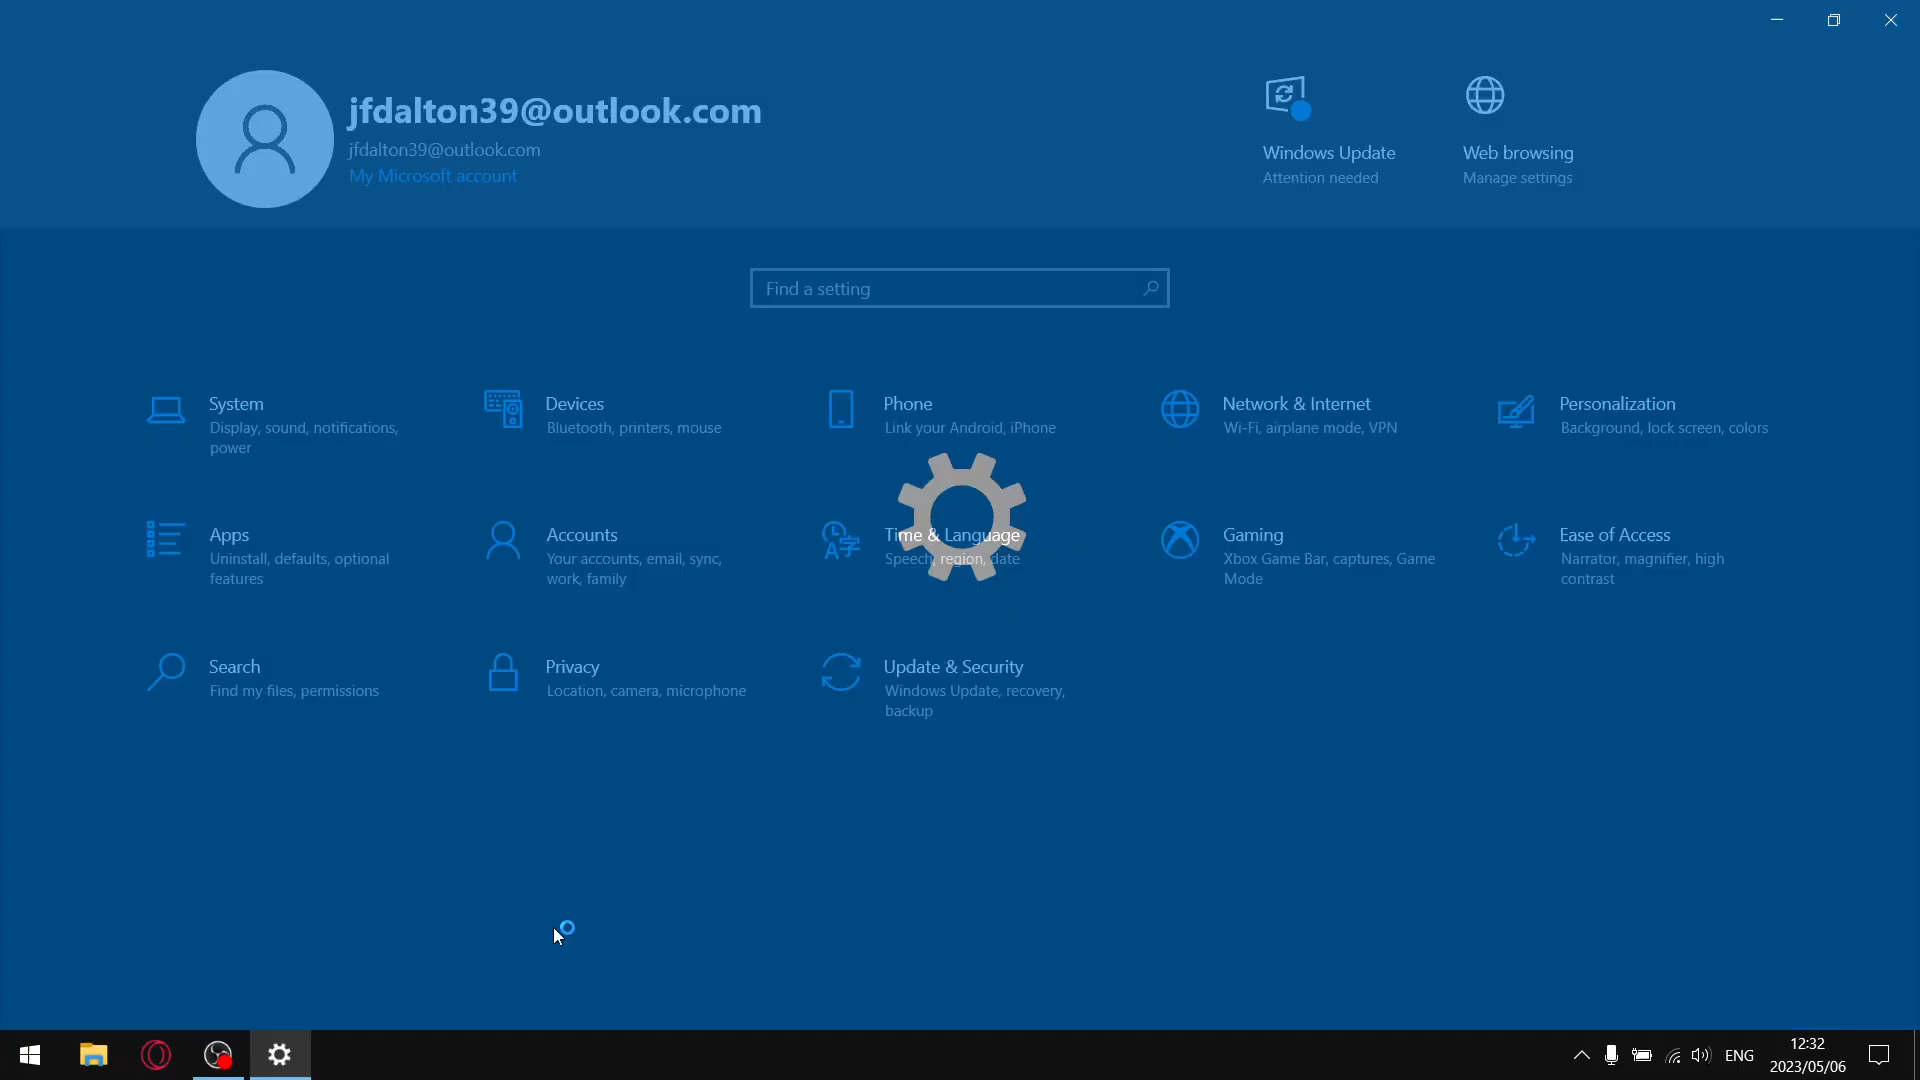 jfdalton39@outlook.com
jfdalton39@outlook.com
My Microsoft account
Windows Update
Attention needed
Web browsing
Manage settings
Find a setting
System
Display, sound, notifications,
power
Devices
Bluetooth, printers, mouse
Phone
Link your Android, iPhone
Network & Internet
Wi-Fi, airplane mode, VPN
Personalization
Background, lock screen, colors
Apps
Uninstall, defaults, optional
features
Accounts
Your accounts, email, sync,
work, family
Time & Language
Speech, region, date
Gaming
Xbox Game Bar, captures, Game
Mode
Ease of Access
Narrator, magnifier, high
contrast
Search
Find my files, permissions
Privacy
Location, camera, microphone
Update & Security
Windows Update, recovery,
backup
ENG
12:32
2023/05/06